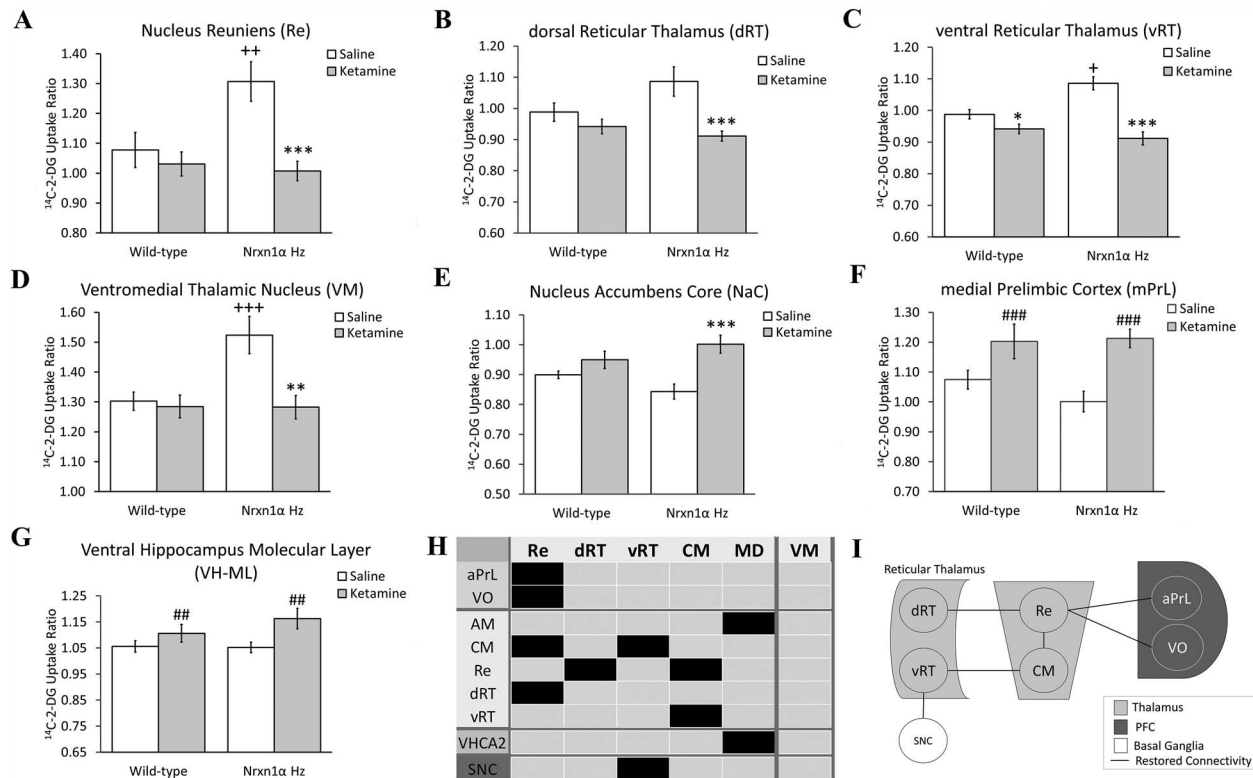 A
Nucleus Reuniens (Re)
¹⁴C-2-DG Uptake Ratio
1.40
1.30
1.20
1.10
1.00
0.90
0.80
++
***
Saline
Ketamine
Wild-type
Nrxn1α Hz
B
dorsal Reticular Thalamus (dRT)
¹⁴C-2-DG Uptake Ratio
1.20
1.10
1.00
0.90
0.80
0.70
0.60
***
Saline
Ketamine
Wild-type
Nrxn1α Hz
C
ventral Reticular Thalamus (vRT)
¹⁴C-2-DG Uptake Ratio
1.20
1.10
1.00
0.90
0.80
0.70
0.60
*
+
***
Saline
Ketamine
Wild-type
Nrxn1α Hz
D
Ventromedial Thalamic Nucleus (VM)
¹⁴C-2-DG Uptake Ratio
1.60
1.50
1.40
1.30
1.20
1.10
1.00
+++
**
Saline
Ketamine
Wild-type
Nrxn1α Hz
E
Nucleus Accumbens Core (NaC)
¹⁴C-2-DG Uptake Ratio
1.10
1.00
0.90
0.80
0.70
0.60
0.50
***
Saline
Ketamine
Wild-type
Nrxn1α Hz
F
medial Prelimbic Cortex (mPrL)
¹⁴C-2-DG Uptake Ratio
1.30
1.20
1.10
1.00
0.90
0.80
0.70
###
###
Saline
Ketamine
Wild-type
Nrxn1α Hz
G
Ventral Hippocampus Molecular Layer
(VH-ML)
¹⁴C-2-DG Uptake Ratio
1.25
1.15
1.05
0.95
0.85
0.75
0.65
##
##
Saline
Ketamine
Wild-type
Nrxn1α Hz
H
Re dRT vRT CM MD VM
aPrL
VO
AM
CM
Re
dRT
vRT
VHCA2
SNC
I
Reticular Thalamus
dRT
Re
aPrL
VO
vRT
CM
SNC
Thalamus
PFC
Basal Ganglia
Restored Connectivity